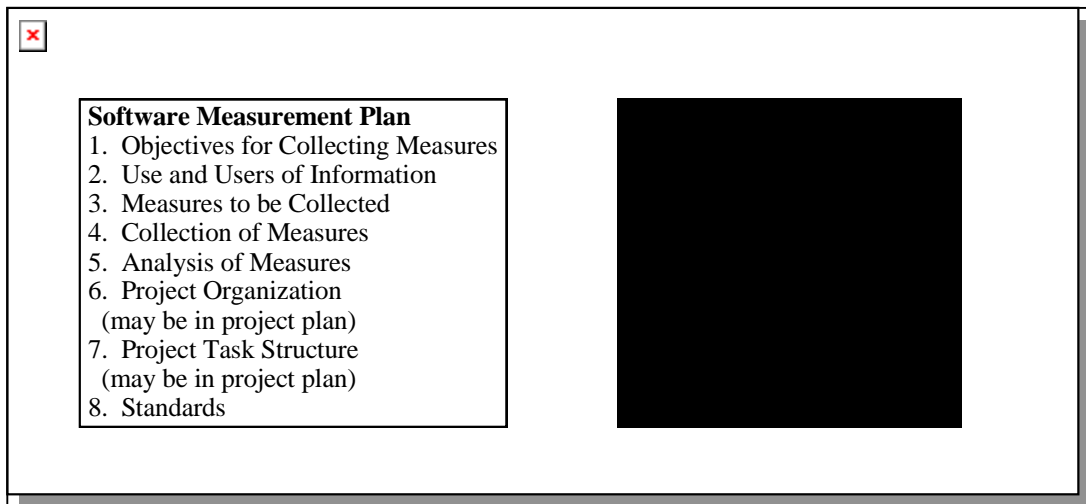 Software Measurement Plan
1. Objectives for Collecting Measures
2. Use and Users of Information
3. Measures to be Collected
4. Collection of Measures
5. Analysis of Measures
6. Project Organization
(may be in project plan)
7. Project Task Structure
(may be in project plan)
8. Standards